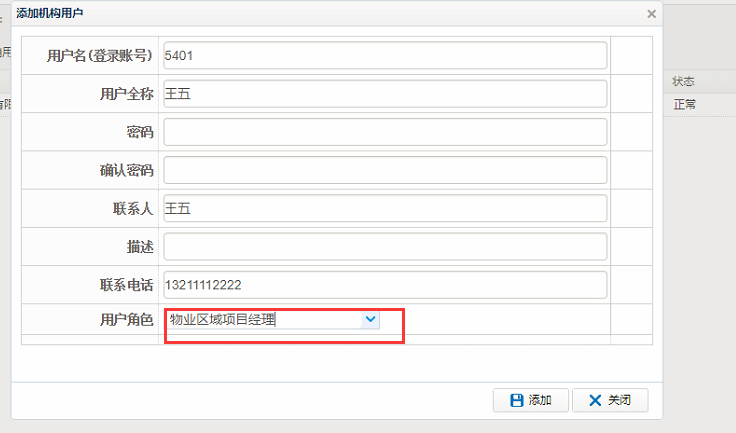 添加机构用户
用户名(登录账号) 5401
状态
用户全称 王五
正常
密码
确认密码
联系人 王五
描述
联系电话 13211112222
用户角色 物业区域项目经理
添加 关闭